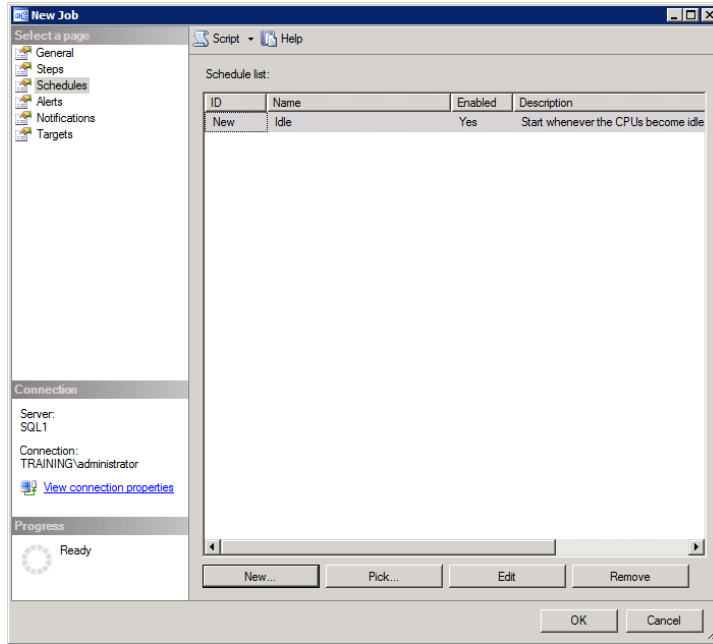 New Job
Select a page
General
Steps
Schedules
Alerts
Notifications
Targets
Script
Help
Schedule list:
ID Name Enabled Description
New Idle Yes Start whenever the CPUs become idle
Connection
Server:
SQL1
Connection:
TRAINING\administrator
View connection properties
Progress
Ready
New... Pick... Edit Remove
OK Cancel